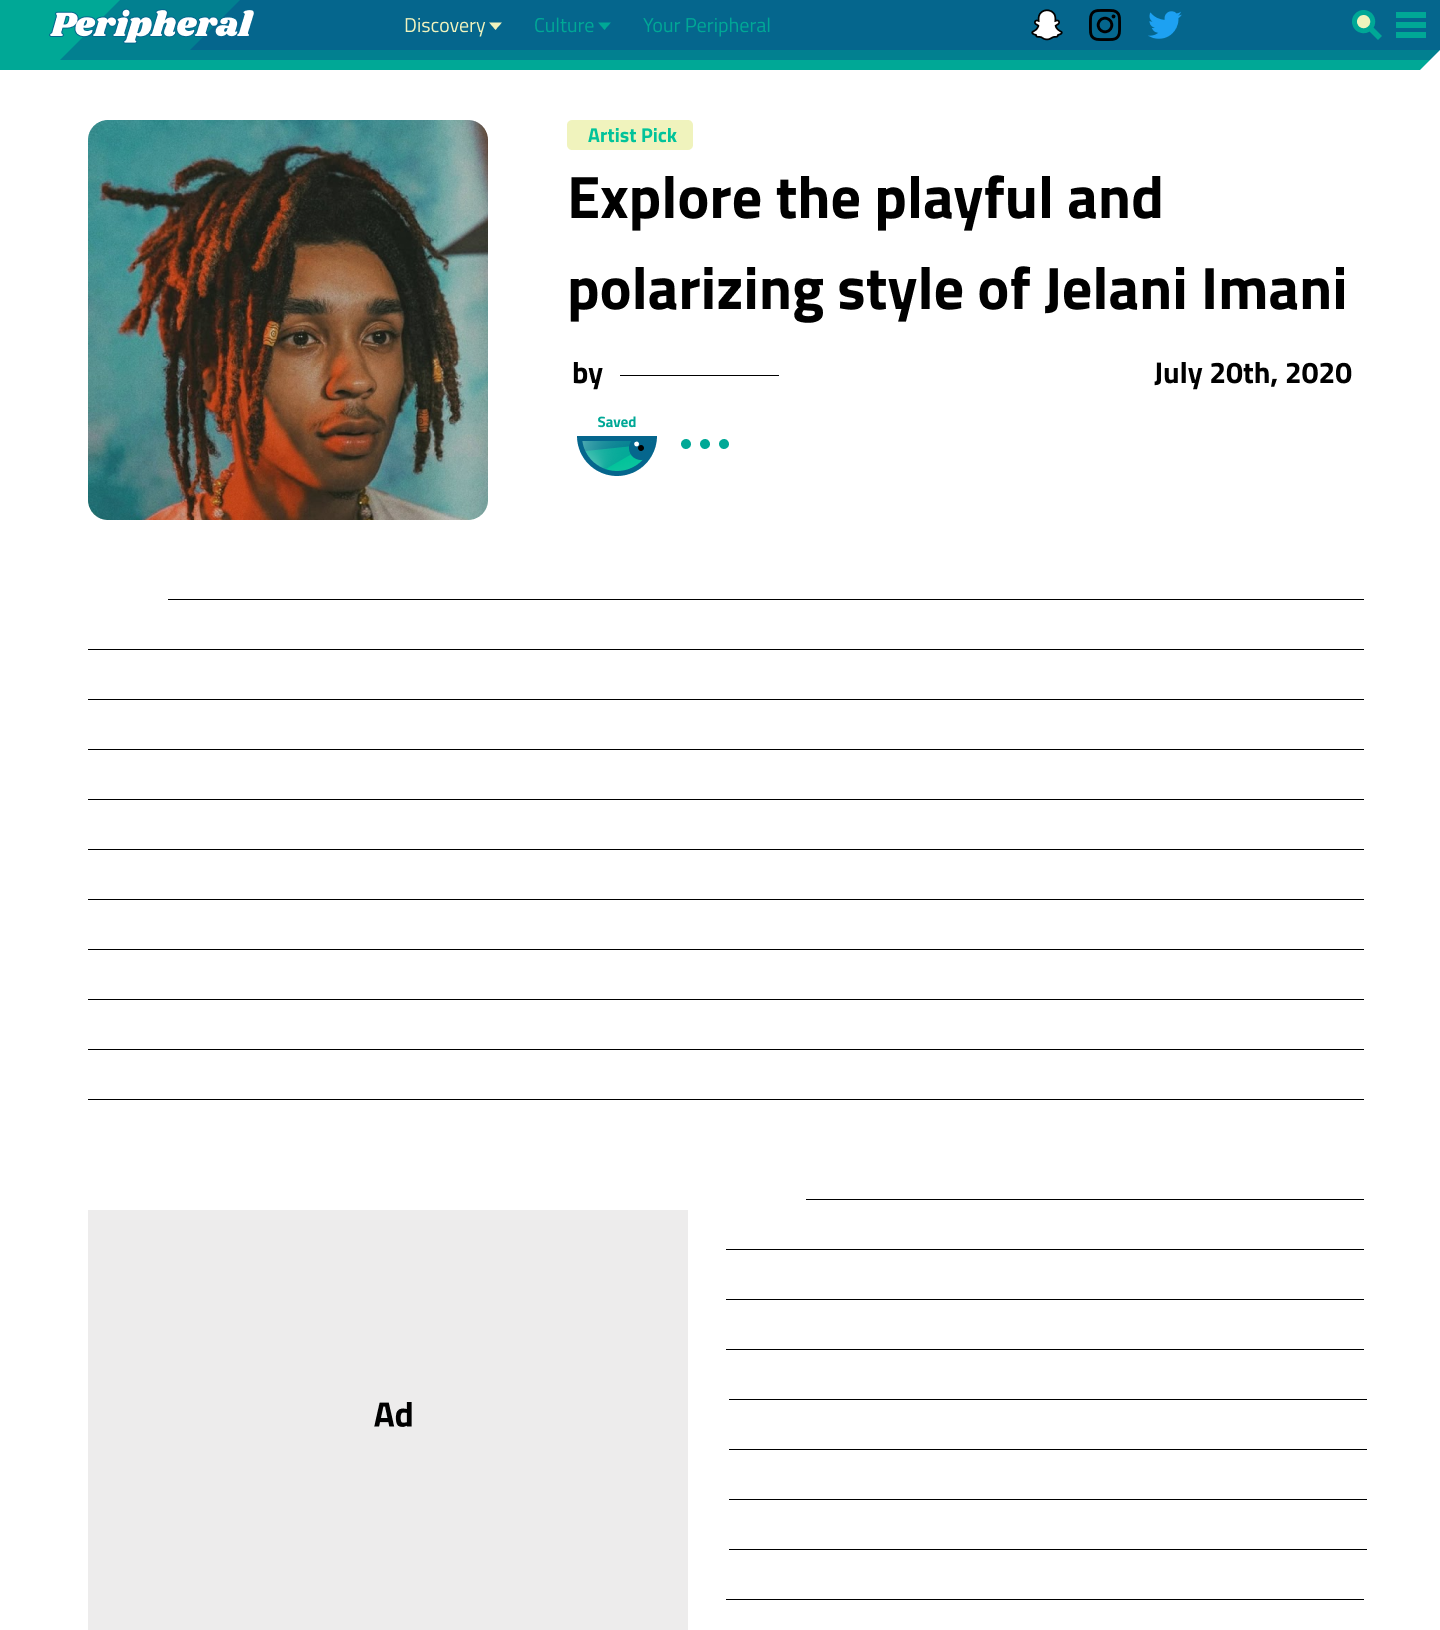 Peripheral
Discovery
Culture
Your Peripheral
Artist Pick
Explore the playful and
polarizing style of Jelani Imani
by
July 20th, 2020
Saved
Ad